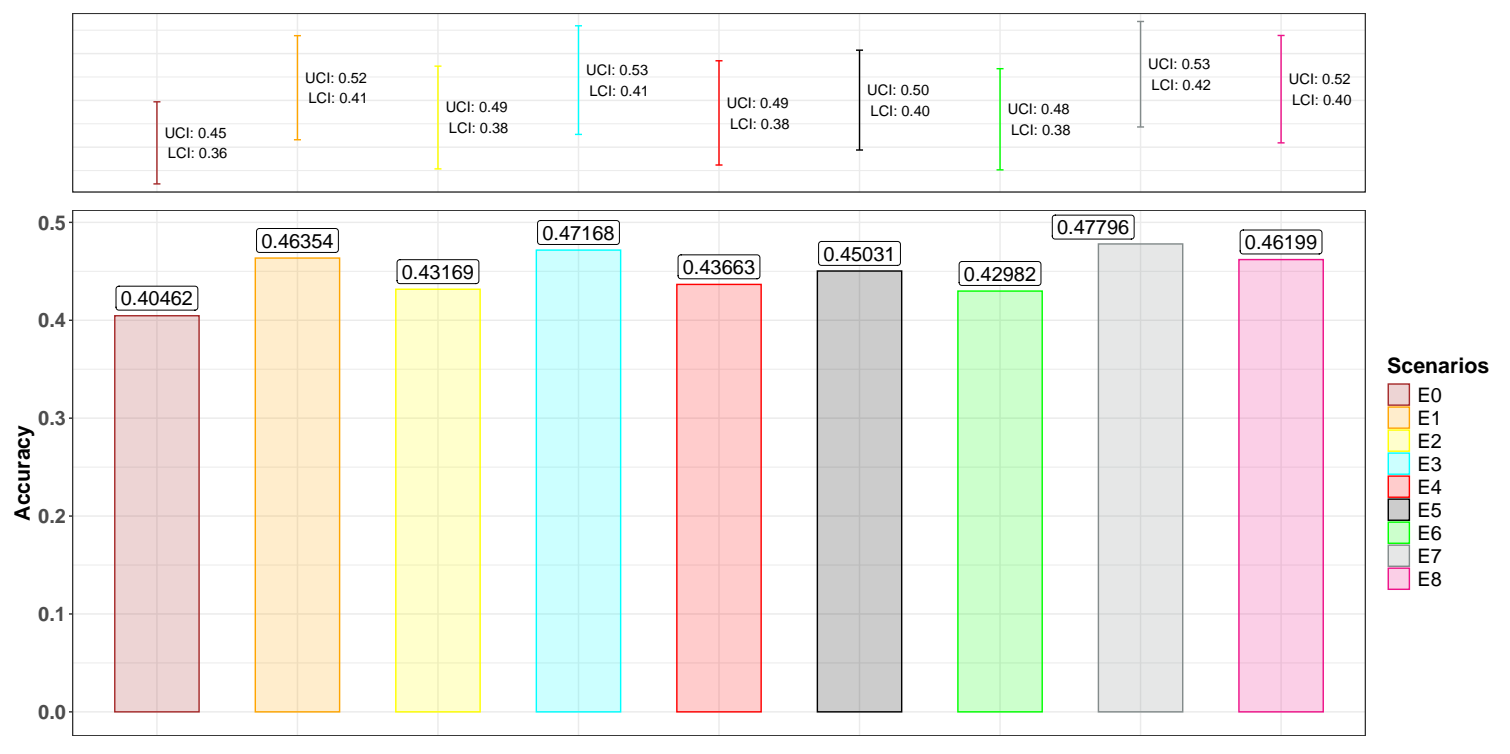 UCI: 0.45
LCI: 0.36
UCI: 0.52
LCI: 0.41
UCI: 0.49
LCI: 0.38
UCI: 0.53
LCI: 0.41
UCI: 0.49
LCI: 0.38
UCI: 0.50
LCI: 0.40
UCI: 0.48
LCI: 0.38
UCI: 0.53
LCI: 0.42
UCI: 0.52
LCI: 0.40
Accuracy
0.5
0.4
0.3
0.2
0.1
0.0
0.40462
0.46354
0.43169
0.47168
0.43663
0.45031
0.42982
0.47796
0.46199
Scenarios
E0
E1
E2
E3
E4
E5
E6
E7
E8